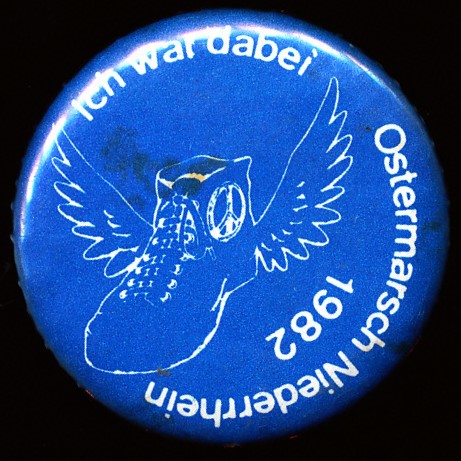 Ich war dabei
Ostermarsch Niederrhein
1982